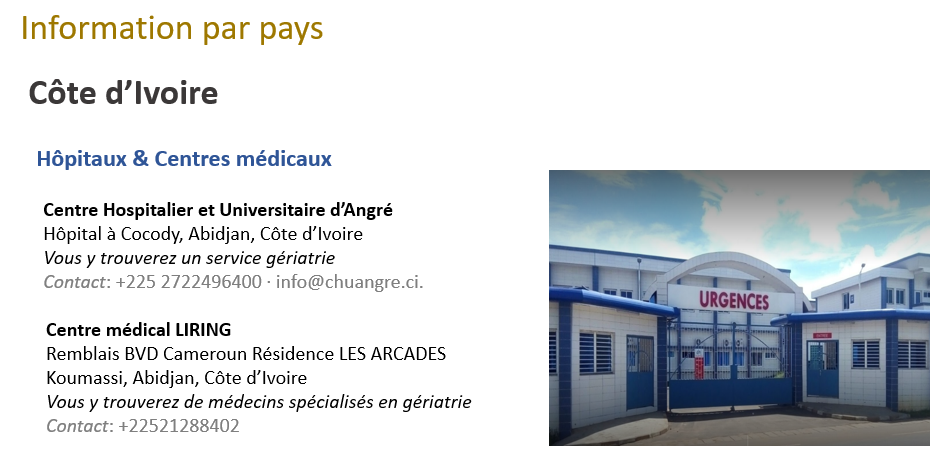 Information par pays
Côte d’Ivoire
Hôpitaux & Centres médicaux
Centre Hospitalier et Universitaire d’Angré
Hôpital à Cocody, Abidjan, Côte d’Ivoire
Vous y trouverez un service gériatrie
Contact: +225 2722496400 · info@chuangre.ci.
Centre médical LIRING
Remblais BVD Cameroun Résidence LES ARCADES
Koumassi, Abidjan, Côte d’Ivoire
Vous y trouverez de médecins spécialisés en gériatrie
Contact: +22521288402
URGENCES